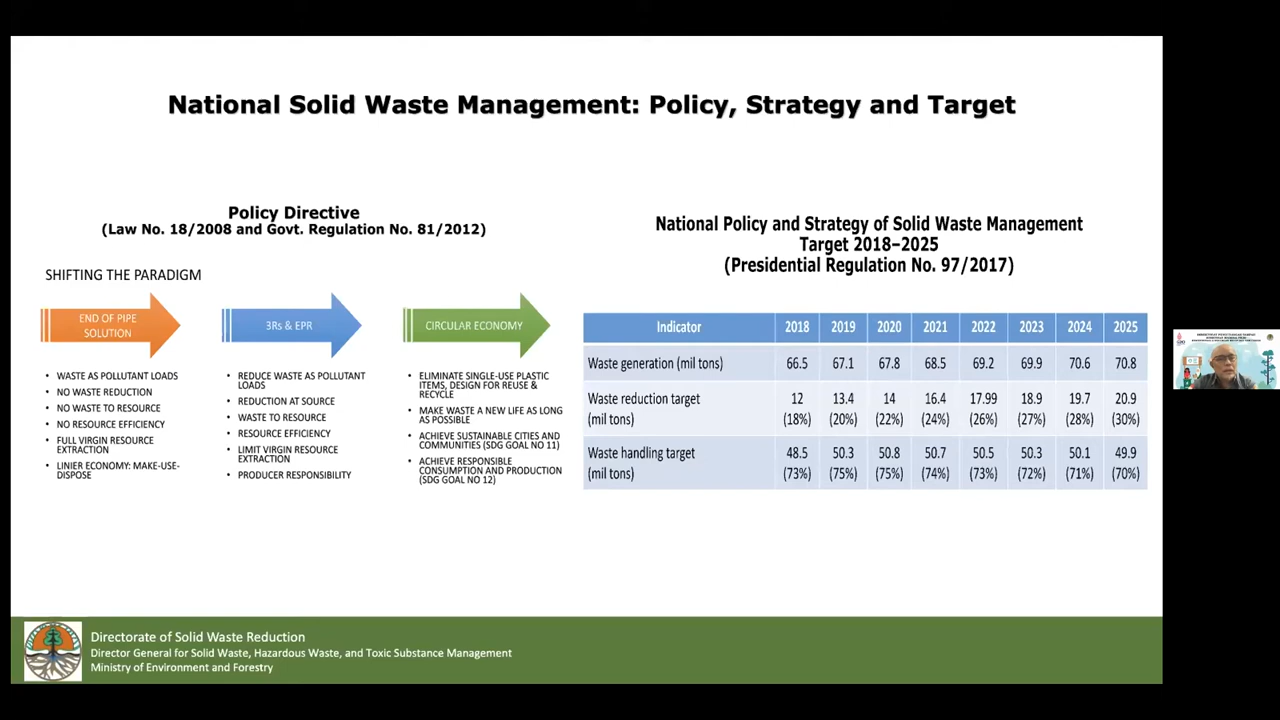 National Solid Waste Management: Policy, Strategy and Target
Policy Directive
(Law No. 18/2008 and Govt. Regulation No. 81/2012)
SHIFTING THE PARADIGM
END OF PIPE
SOLUTION
WASTE AS POLLUTANT LOADS
NO WASTE REDUCTION
NO WASTE TO RESOURCE
NO RESOURCE EFFICIENCY
FULL VIRGIN RESOURCE
EXTRACTION
LINIER ECONOMY: MAKE-USE-
DISPOSE
3Rs & EPR
REDUCE WASTE AS POLLUTANT
LOADS
REDUCTION AT SOURCE
WASTE TO RESOURCE
RESOURCE EFFICIENCY
LIMIT VIRGIN RESOURCE
EXTRACTION
PRODUCER RESPONSIBILITY
CIRCULAR ECONOMY
ELIMINATE SINGLE-USE PLASTIC
ITEMS, DESIGN FOR REUSE &
RECYCLE
MAKE WASTE A NEW LIFE AS LONG
AS POSSIBLE
ACHIEVE SUSTAINABLE CITIES AND
COMMUNITIES (SDG GOAL NO 11)
ACHIEVE RESPONSIBLE
CONSUMPTION AND PRODUCTION
(SDG GOAL NO 12)
National Policy and Strategy of Solid Waste Management
Target 2018–2025
(Presidential Regulation No. 97/2017)
Indicator 2018 2019 2020 2021 2022 2023 2024 2025
Waste generation (mil tons) 66.5 67.1 67.8 68.5 69.2 69.9 70.6 70.8
Waste reduction target 12 13.4 14 16.4 17.99 18.9 19.7 20.9
(mil tons) (18%) (20%) (22%) (24%) (26%) (27%) (28%) (30%)
Waste handling target 48.5 50.3 50.8 50.7 50.5 50.3 50.1 49.9
(mil tons) (73%) (75%) (75%) (74%) (73%) (72%) (71%) (70%)
Directorate of Solid Waste Reduction
Director General for Solid Waste, Hazardous Waste, and Toxic Substance Management
Ministry of Environment and Forestry